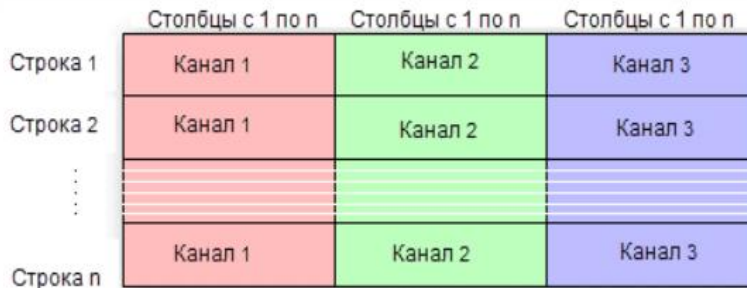 Столбцы с 1 по n Столбцы с 1 по n Столбцы с 1 по n
Строка 1 Канал 1 Канал 2 Канал 3
Строка 2 Канал 1 Канал 2 Канал 3
Строка n Канал 1 Канал 2 Канал 3